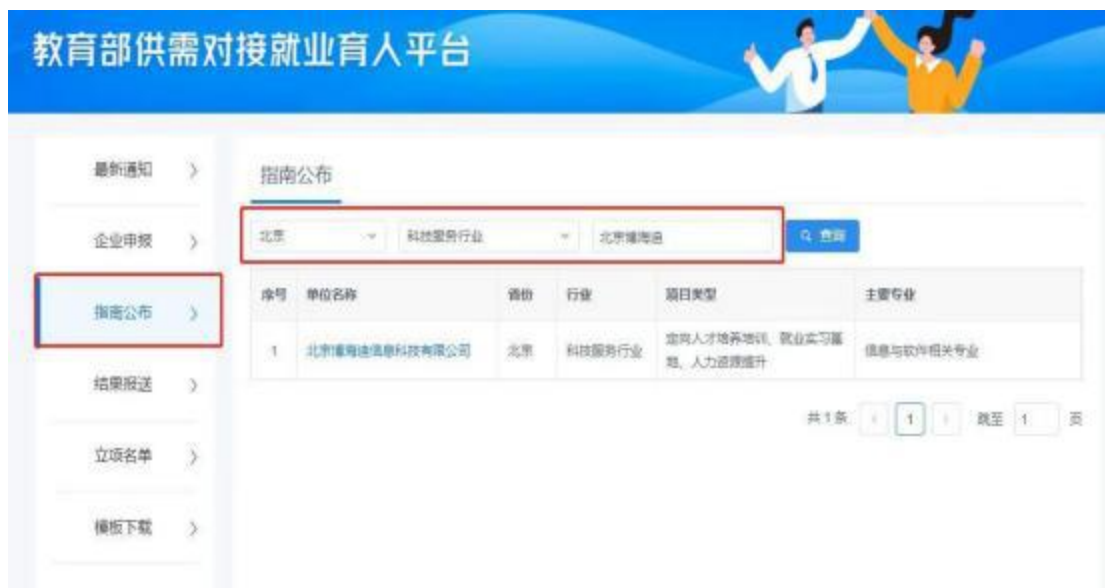 教育部供需对接就业育人平台
最新通知
企业申报
指南公布
结果报送
立项名单
模板下载
指南公布
北京 科技服务行业 北京 查询
序号 单位名称 省份 行业 项目类型 主要专业
1 北京 信息科技有限公司 北京 科技服务行业 定向人才培养培训、就业实习基
地、人力资源提升 信息与软件相关专业
共 1 条 1 跳至 1 页